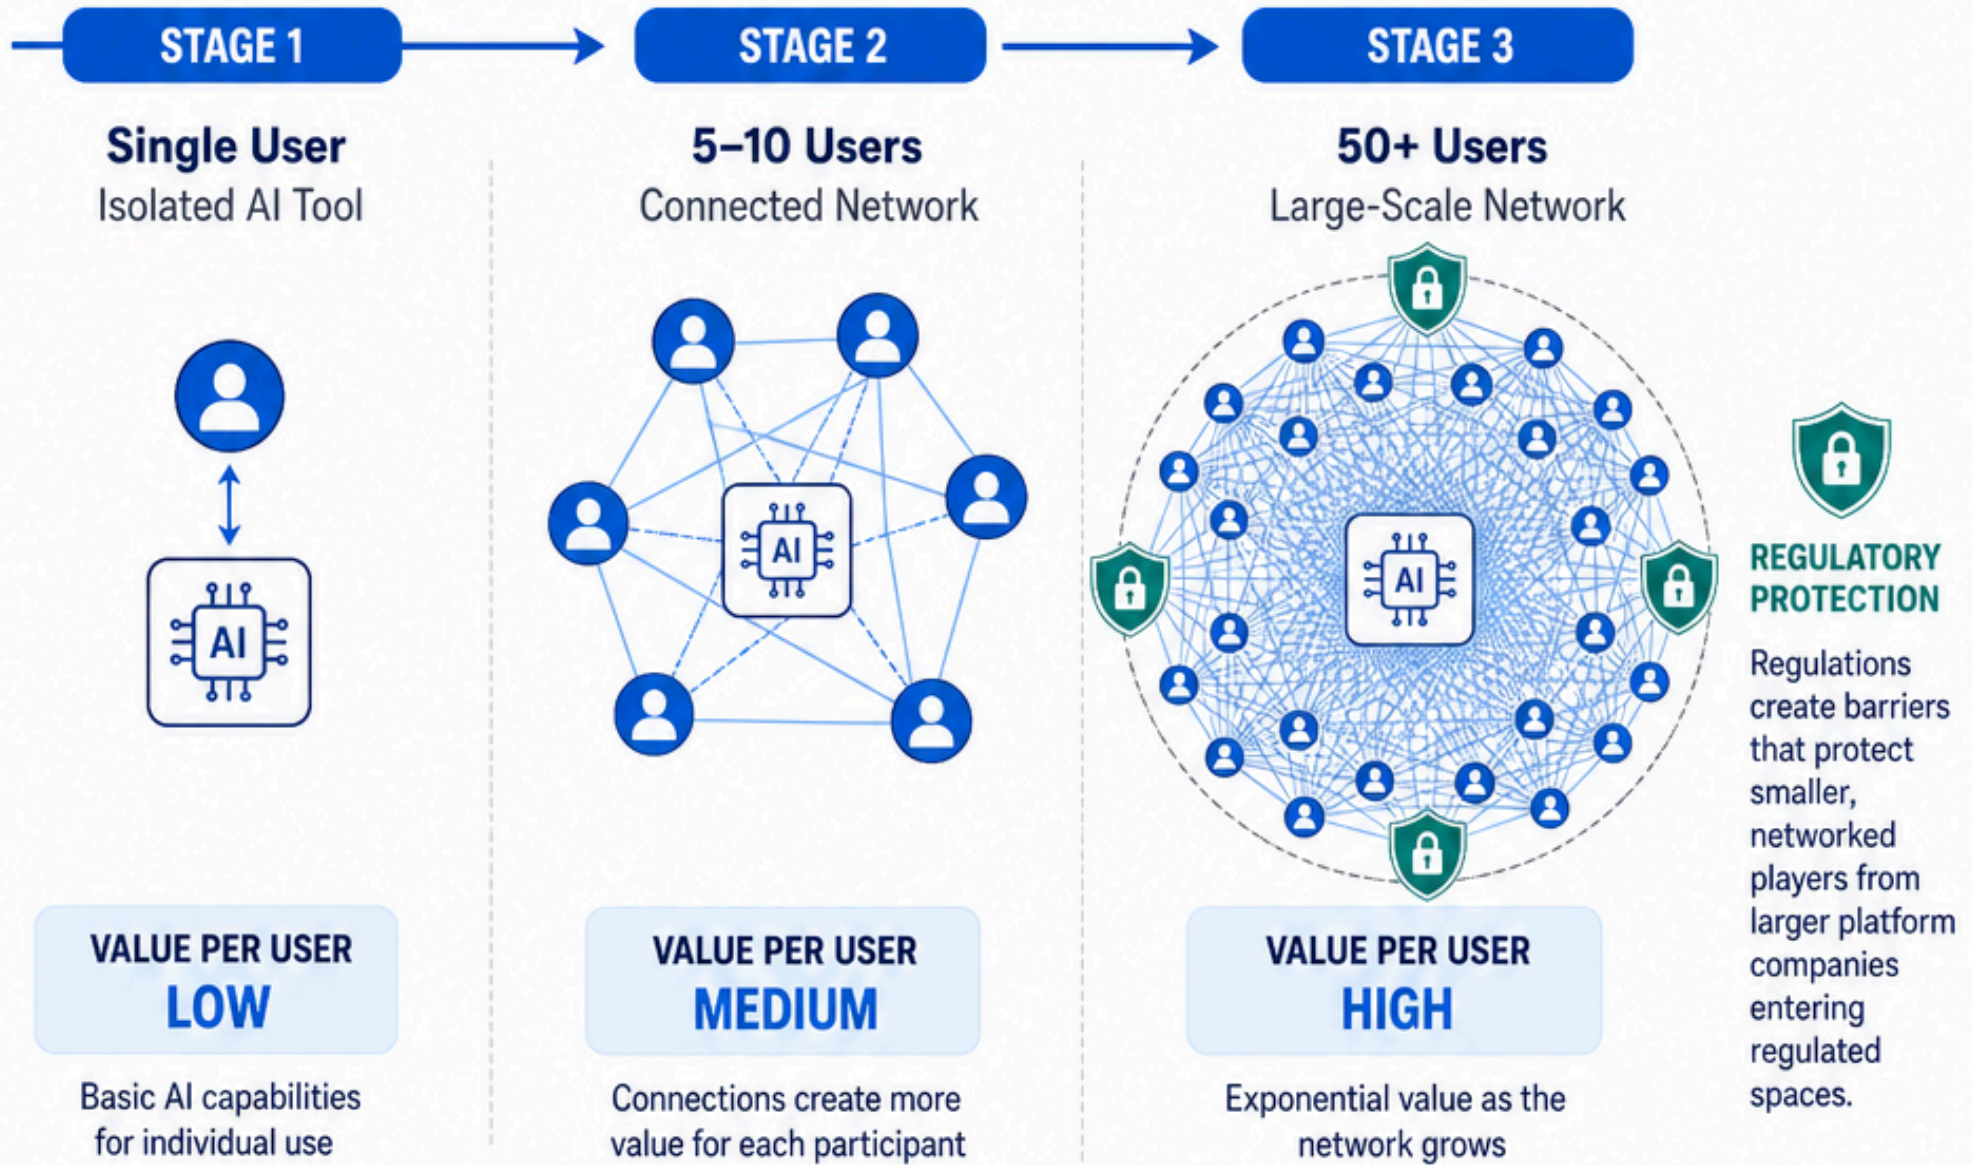 STAGE 1
STAGE 2
STAGE 3
Single User
Isolated AI Tool
5–10 Users
Connected Network
50+ Users
Large-Scale Network
AI
AI
AI
REGULATORY
PROTECTION
Regulations
create barriers
that protect
smaller,
networked
players from
larger platform
companies
entering
regulated
spaces.
VALUE PER USER
LOW
Basic AI capabilities
for individual use
VALUE PER USER
MEDIUM
Connections create more
value for each participant
VALUE PER USER
HIGH
Exponential value as the
network grows